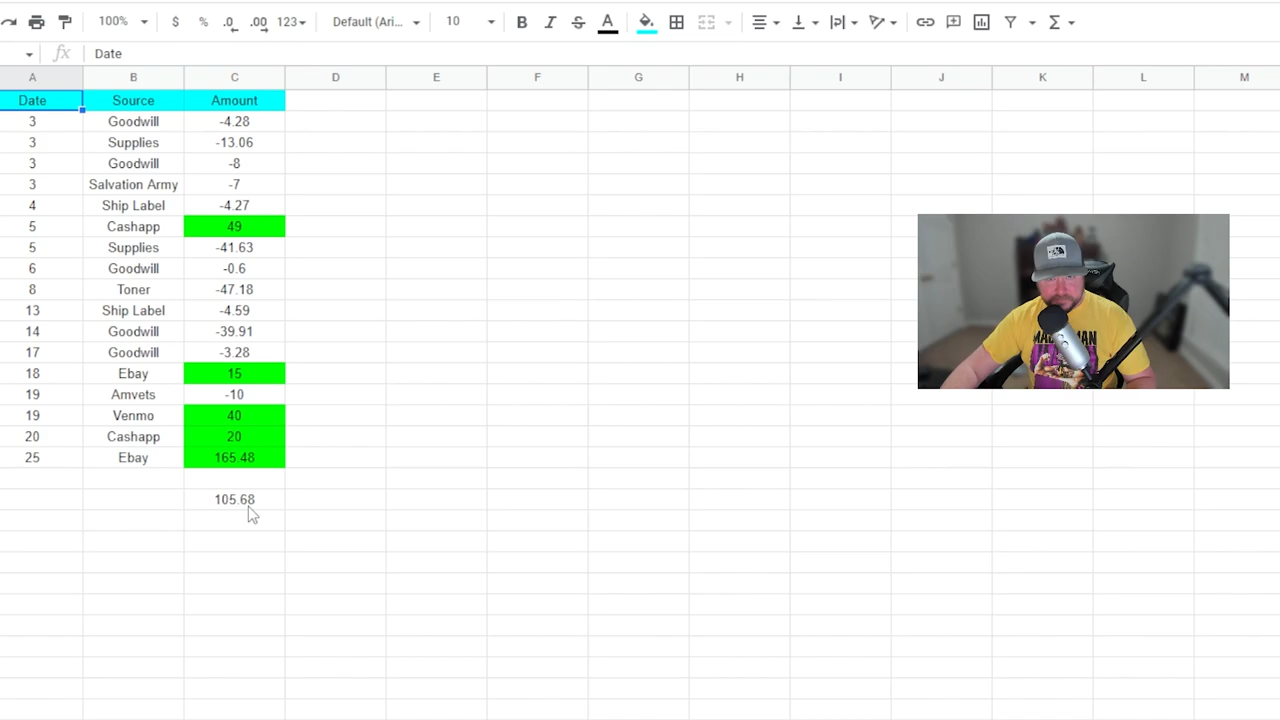 100% $ % .0 .00 123 Default (Ari... 10 B I S A
fx Date
A B C D E F G H I J K L M
Date Source Amount
3 Goodwill -4.28
3 Supplies -13.06
3 Goodwill -8
3 Salvation Army -7
4 Ship Label -4.27
5 Cashapp 49
5 Supplies -41.63
6 Goodwill -0.6
8 Toner -47.18
13 Ship Label -4.59
14 Goodwill -39.91
17 Goodwill -3.28
18 Ebay 15
19 Amvets -10
19 Venmo 40
20 Cashapp 20
25 Ebay 165.48
105.68